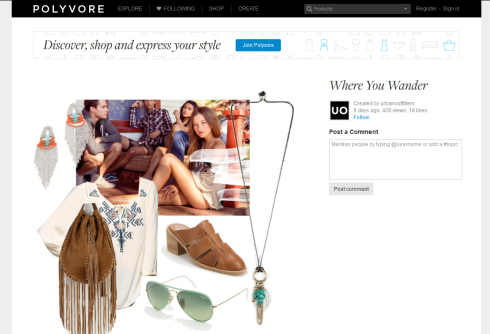 POLYVORE
EXPLORE
FOLLOWING
SHOP
CREATE
Products
Register
Sign in
Discover, shop and express your style
Join Polyvore
Where You Wander
UO
Created by urbanoutfitters
6 days ago. 428 views. 18 likes.
Follow
Post a Comment
Mention people by typing @username or add a #topic
Post comment